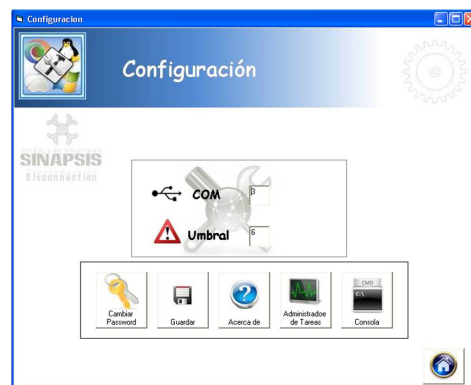 Configuracion
Configuración
SINAPSIS
Disconnection
COM 3
Umbral 6
Cambiar
Password
Guardar
Acerca de
Administradoe
de Tareas
CMD
C:\
Consola